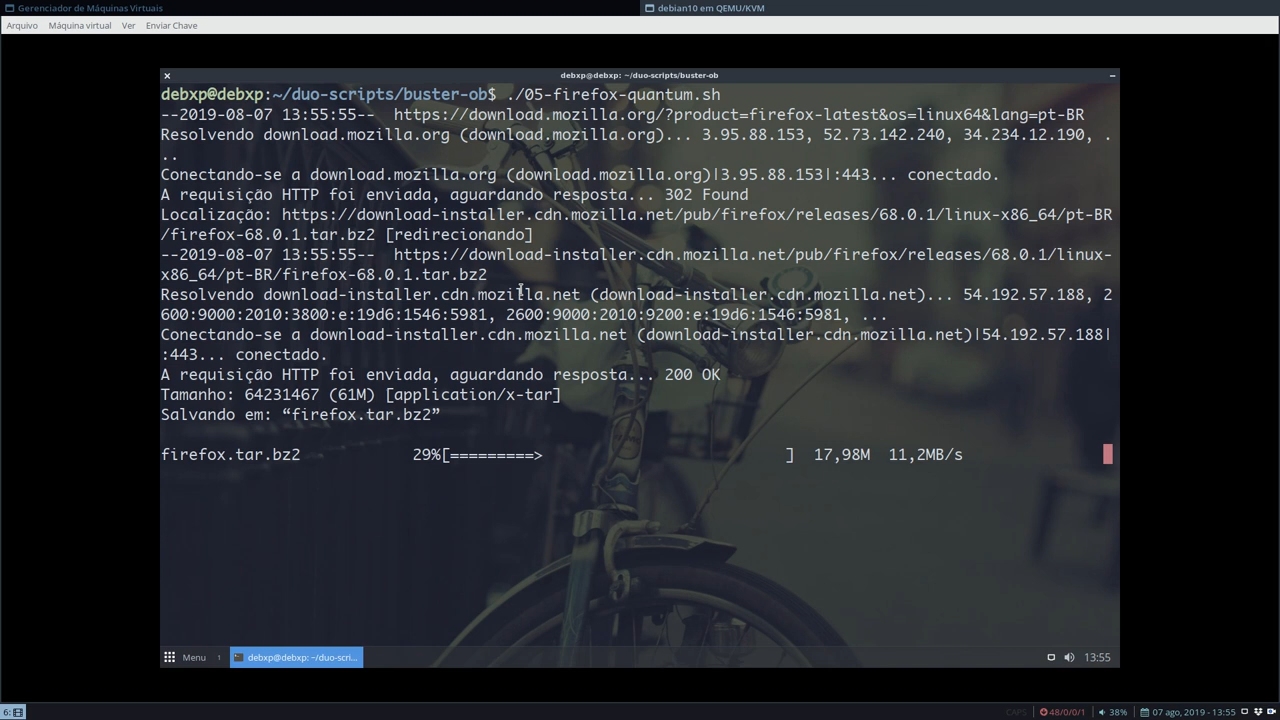 Gerenciador de Máquinas Virtuais
debian10 em QEMU/KVM
Arquivo Máquina virtual Ver Enviar Chave
debxp@debxp: ~/duo-scripts/buster-ob
debxp@debxp:~/duo-scripts/buster-ob$ ./05-firefox-quantum.sh
--2019-08-07 13:55:55--  https://download.mozilla.org/?product=firefox-latest&os=linux64&lang=pt-BR
Resolvendo download.mozilla.org (download.mozilla.org)... 3.95.88.153, 52.73.142.240, 34.234.12.190, .
..
Conectando-se a download.mozilla.org (download.mozilla.org)|3.95.88.153|:443... conectado.
A requisição HTTP foi enviada, aguardando resposta... 302 Found
Localização: https://download-installer.cdn.mozilla.net/pub/firefox/releases/68.0.1/linux-x86_64/pt-BR
/firefox-68.0.1.tar.bz2 [redirecionando]
--2019-08-07 13:55:55--  https://download-installer.cdn.mozilla.net/pub/firefox/releases/68.0.1/linux-
x86_64/pt-BR/firefox-68.0.1.tar.bz2
Resolvendo download-installer.cdn.mozilla.net (download-installer.cdn.mozilla.net)... 54.192.57.188, 2
600:9000:2010:3800:e:19d6:1546:5981, 2600:9000:2010:9200:e:19d6:1546:5981, ...
Conectando-se a download-installer.cdn.mozilla.net (download-installer.cdn.mozilla.net)|54.192.57.188|
:443... conectado.
A requisição HTTP foi enviada, aguardando resposta... 200 OK
Tamanho: 64231467 (61M) [application/x-tar]
Salvando em: “firefox.tar.bz2”
firefox.tar.bz2 29%[=========> ] 17,98M 11,2MB/s
Menu 1 debxp@debxp: ~/duo-scri... 13:55
6: CAPS 48/0/0/1 38% 07 ago, 2019 - 13:55